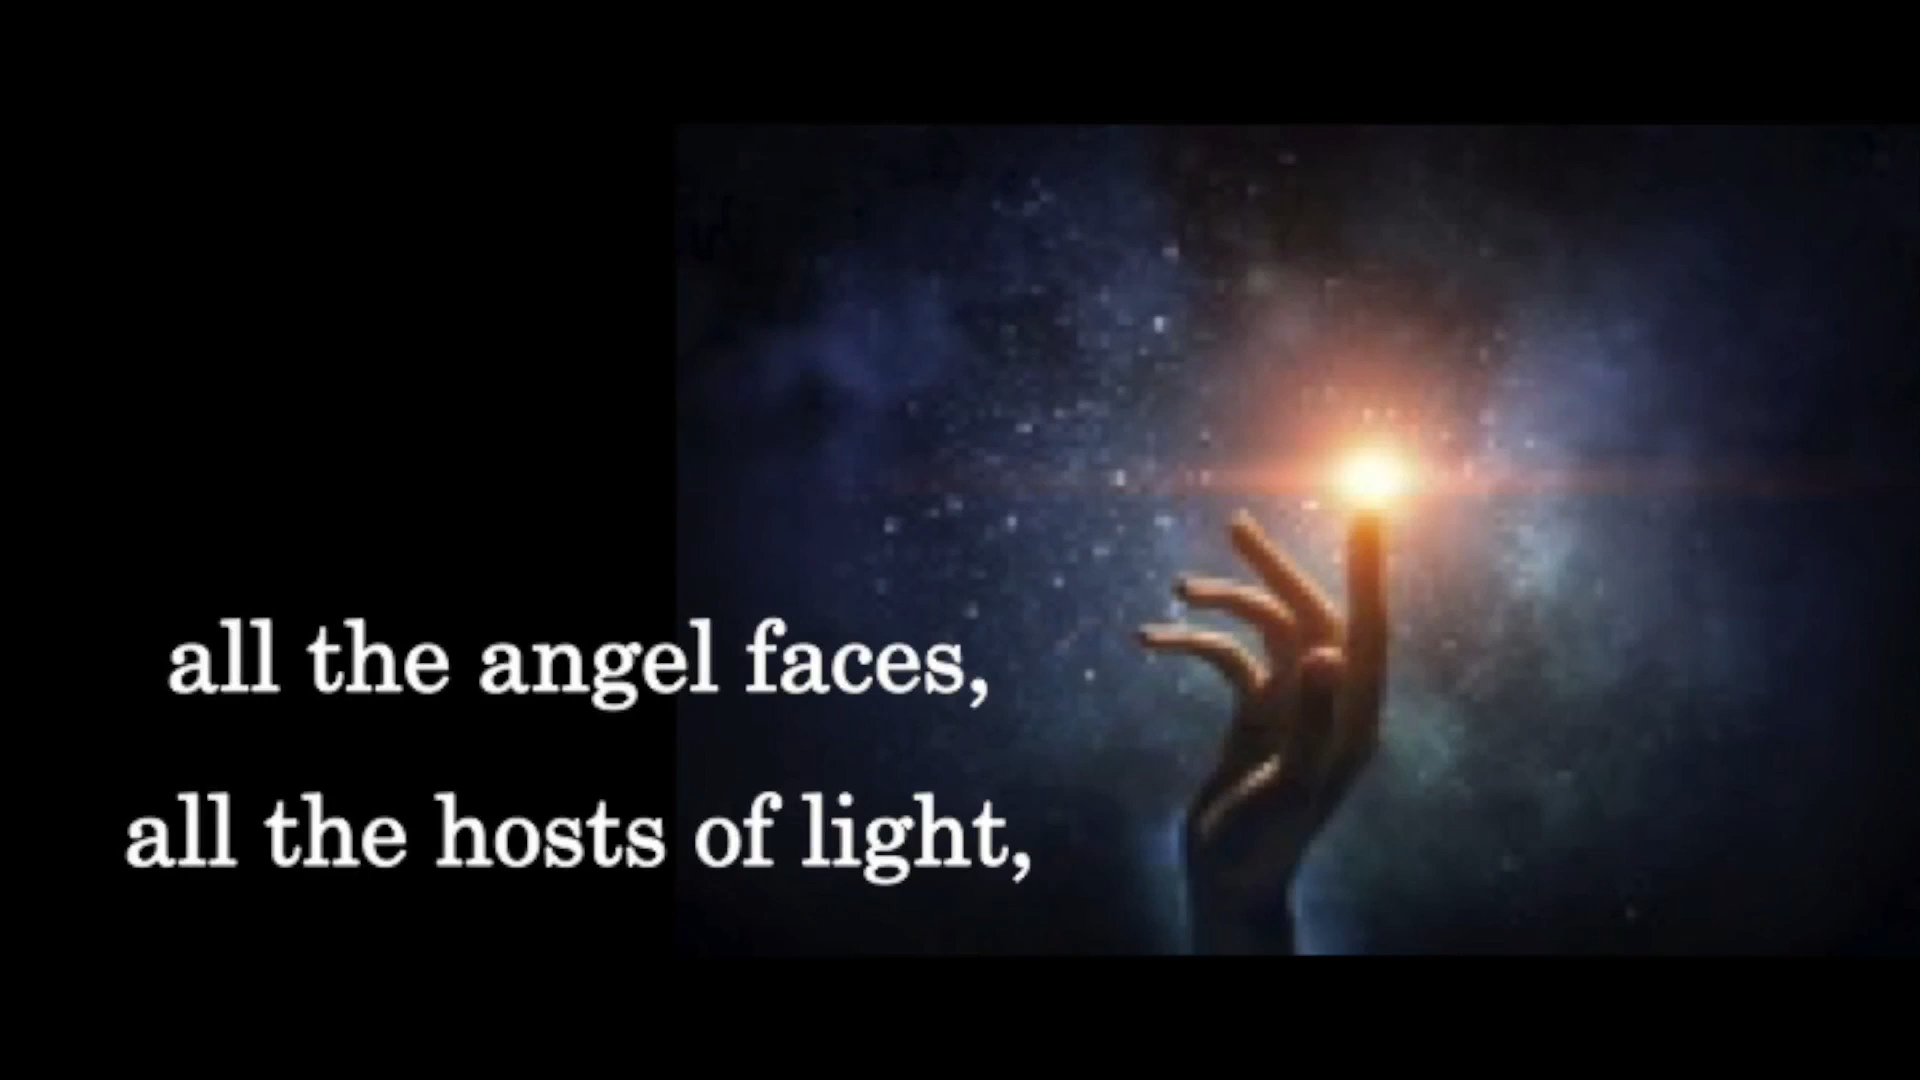 all the angel faces,
all the hosts of light,